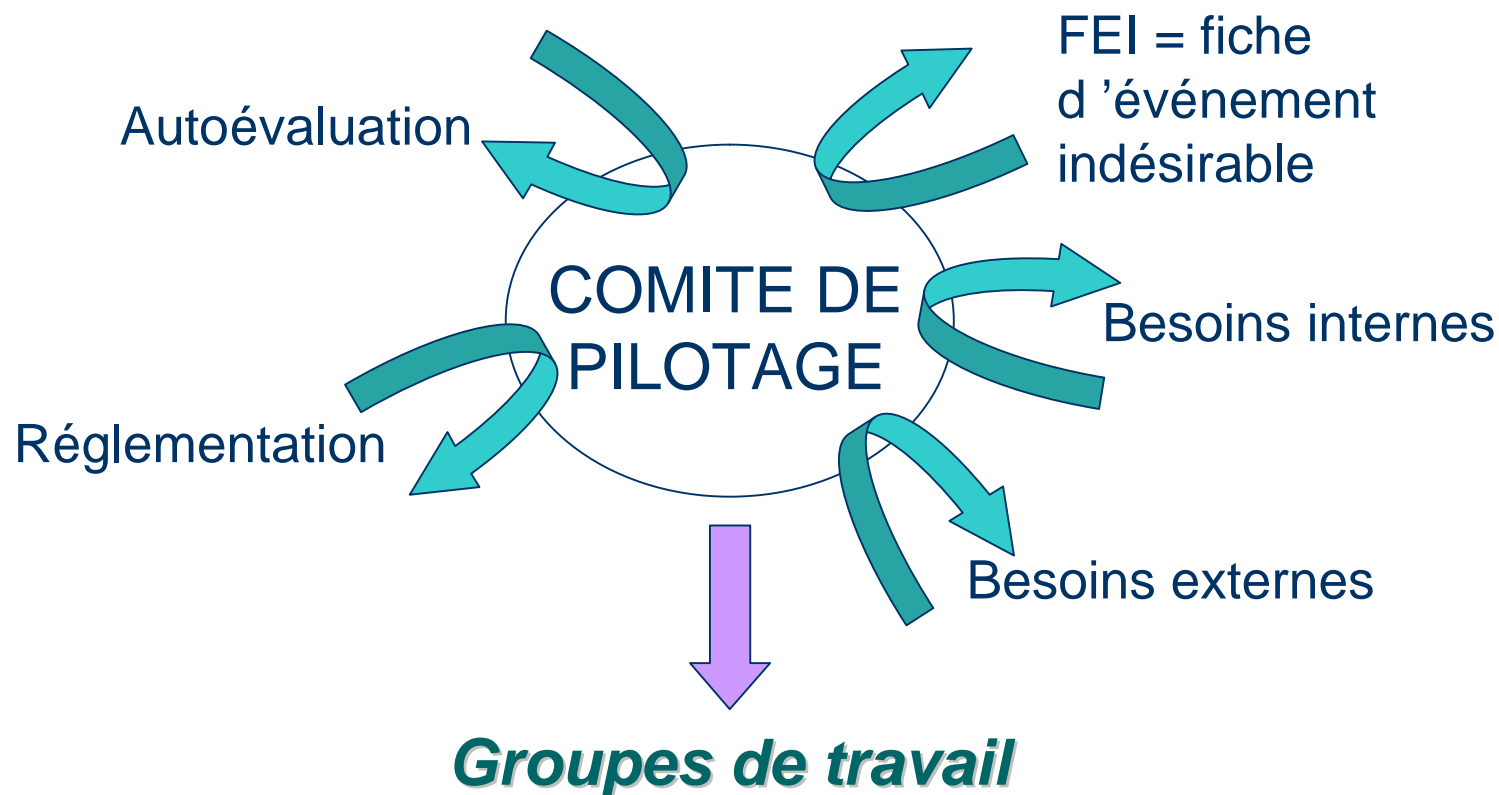 FEI = fiche
d ’événement
indésirable
Autoévaluation
COMITE DE
PILOTAGE
Besoins internes
Réglementation
Besoins externes
Groupes de travail